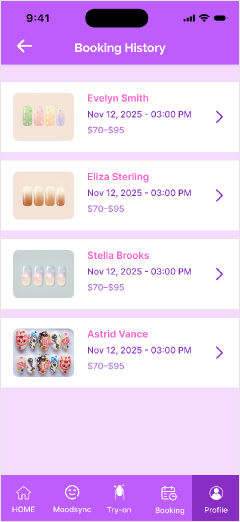 9:41
Booking History
Evelyn Smith
Nov 12, 2025 - 03:00 PM
$70–$95
Eliza Sterling
Nov 12, 2025 - 03:00 PM
$70–$95
Stella Brooks
Nov 12, 2025 - 03:00 PM
$70–$95
Astrid Vance
Nov 12, 2025 - 03:00 PM
$70–$95
HOME Moodsync Try-on Booking Profile